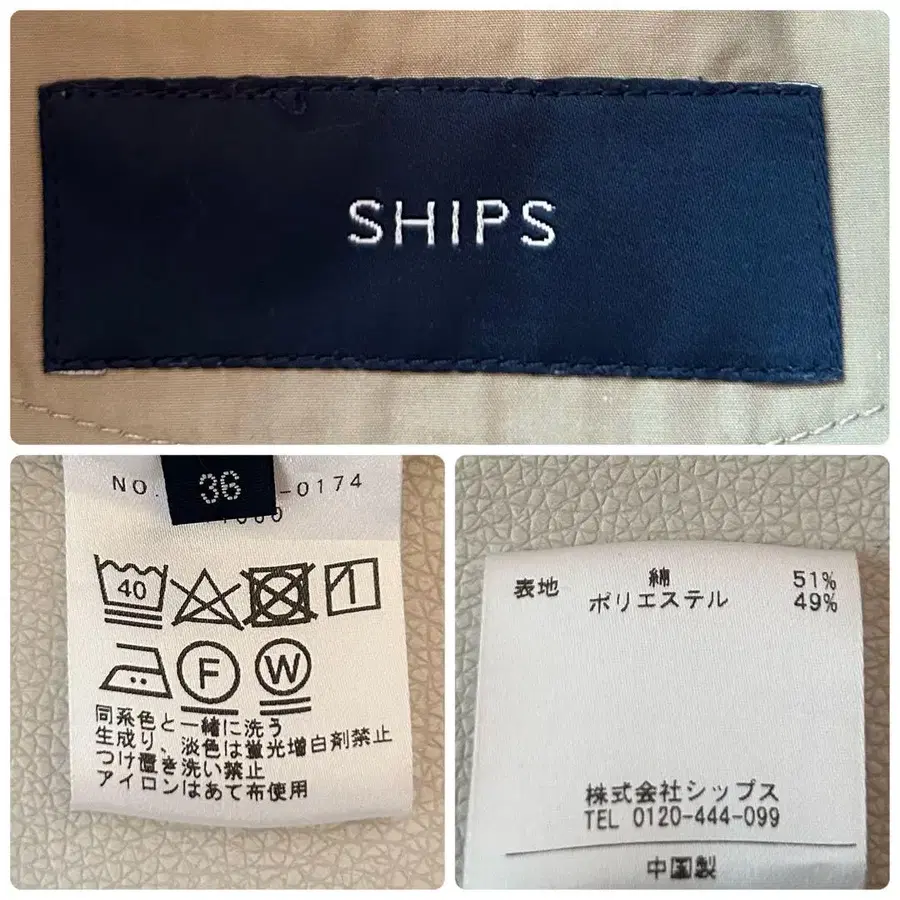 SHIPS
NO. 36 -0174
40
F W
同系色と一緒に洗う
生成り、淡色は蛍光増白剤禁止
つけ置き洗い禁止
アイロンはあて布使用
表地 綿 51%
ポリエステル 49%
株式会社シップス
TEL 0120-444-099
中国製